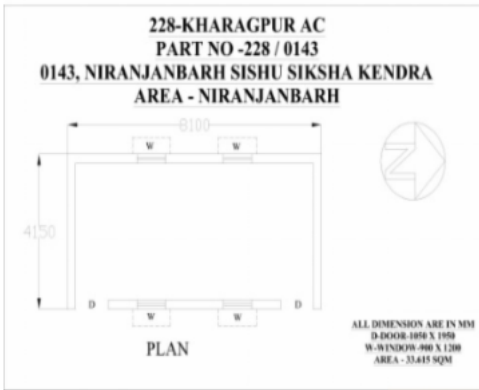 228-KHARAGPUR AC
PART NO -228 / 0143
0143, NIRANJANBARH SISHU SIKSHA KENDRA
AREA - NIRANJANBARH
8100
W W
N
4150
D D
W W
PLAN
ALL DIMENSION ARE IN MM
D-DOOR-1050 X 1950
W-WINDOW-900 X 1200
AREA - 33.615 SQM